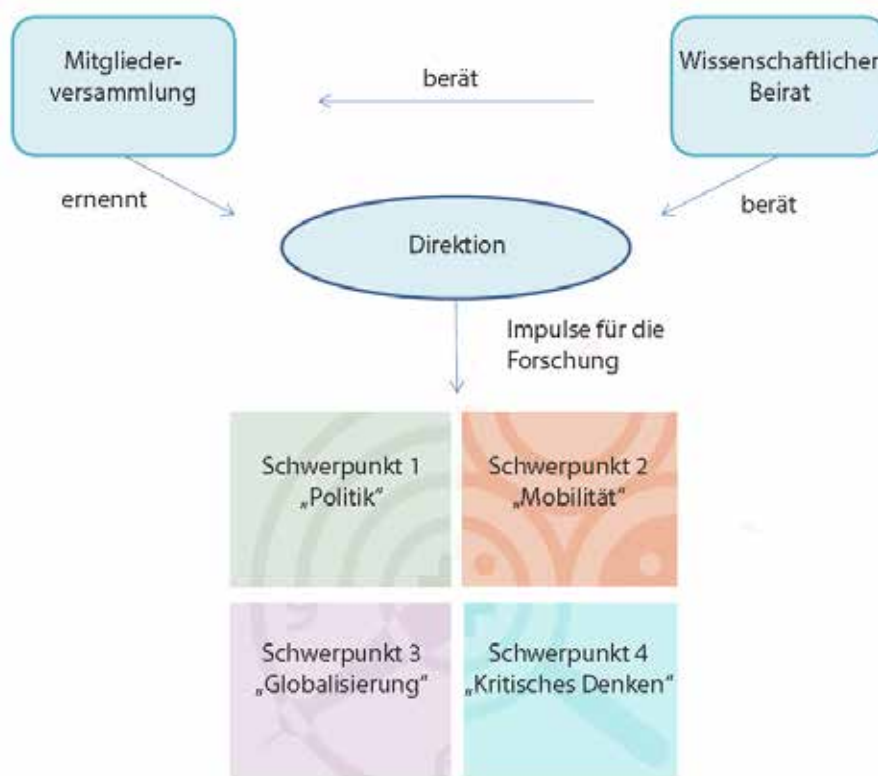 Mitglieder-
versammlung
berät
Wissenschaftlicher
Beirat
ernennt
berät
Direktion
Impulse für die
Forschung
Schwerpunkt 1
„Politik“
Schwerpunkt 2
„Mobilität“
Schwerpunkt 3
„Globalisierung“
Schwerpunkt 4
„Kritisches Denken“